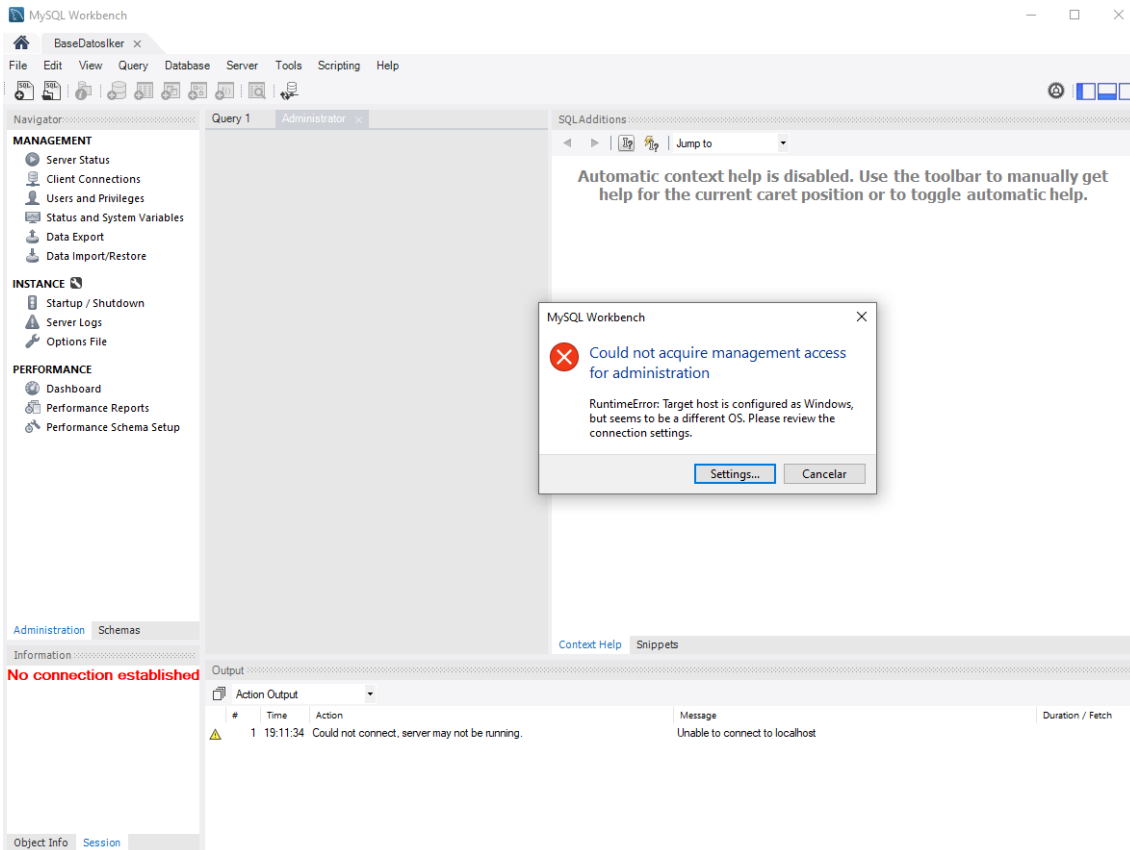 MySQL Workbench
BaseDatosIker
File Edit View Query Database Server Tools Scripting Help
Navigator
MANAGEMENT
Server Status
Client Connections
Users and Privileges
Status and System Variables
Data Export
Data Import/Restore
INSTANCE
Startup / Shutdown
Server Logs
Options File
PERFORMANCE
Dashboard
Performance Reports
Performance Schema Setup
Administration Schemas
Information
No connection established
Object Info Session
Query 1 Administrator
SQLAdditions
Jump to
Automatic context help is disabled. Use the toolbar to manually get
help for the current caret position or to toggle automatic help.
MySQL Workbench
Could not acquire management access
for administration
RuntimeError: Target host is configured as Windows,
but seems to be a different OS. Please review the
connection settings.
Settings... Cancelar
Context Help Snippets
Output
Action Output
# Time Action Message Duration / Fetch
1 19:11:34 Could not connect, server may not be running. Unable to connect to localhost